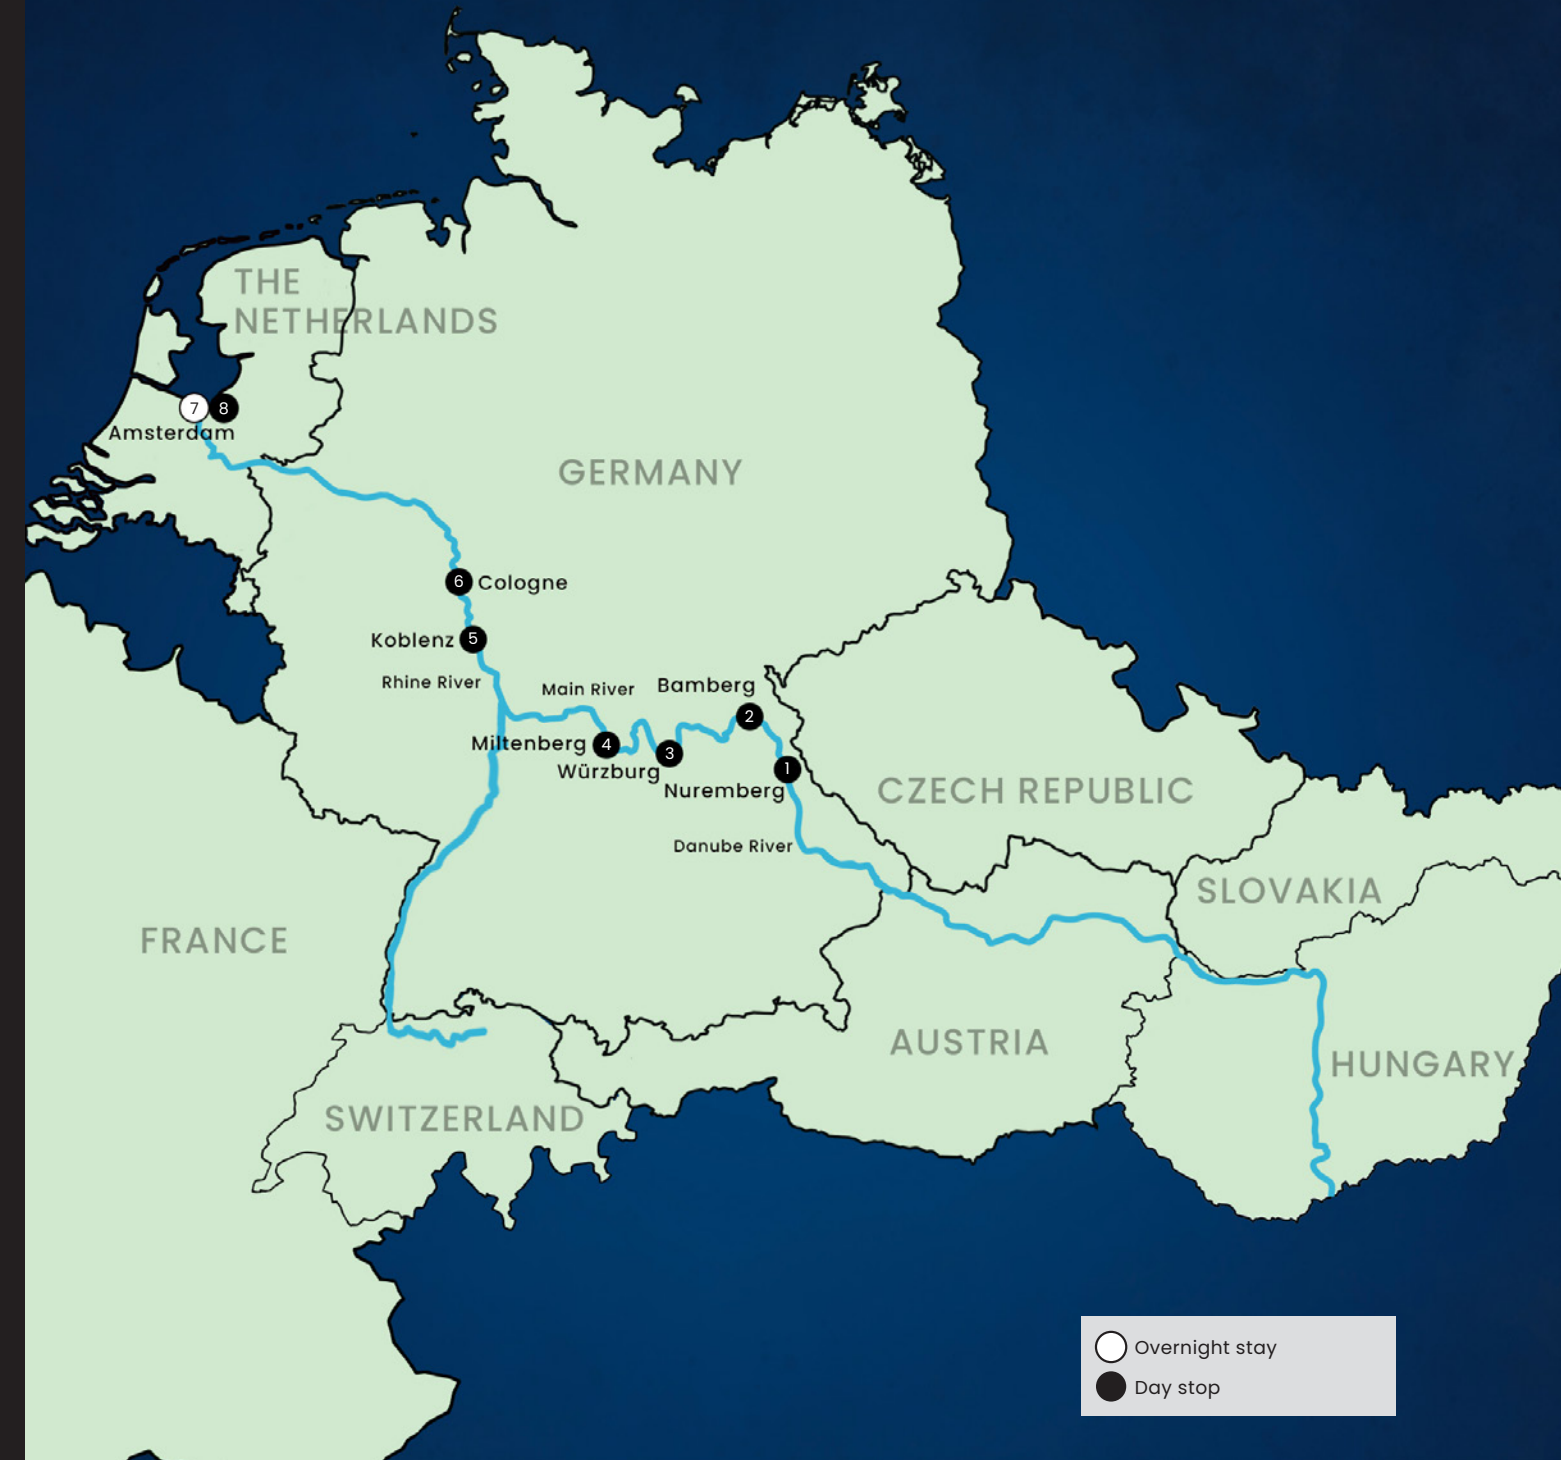 THE
NETHERLANDS
7
8
Amsterdam
GERMANY
6
Cologne
Koblenz
5
Rhine River
Main River
Bamberg
2
Miltenberg
4
3
Würzburg
1
Nuremberg
CZECH REPUBLIC
Danube River
SLOVAKIA
FRANCE
AUSTRIA
HUNGARY
SWITZERLAND
Overnight stay
Day stop